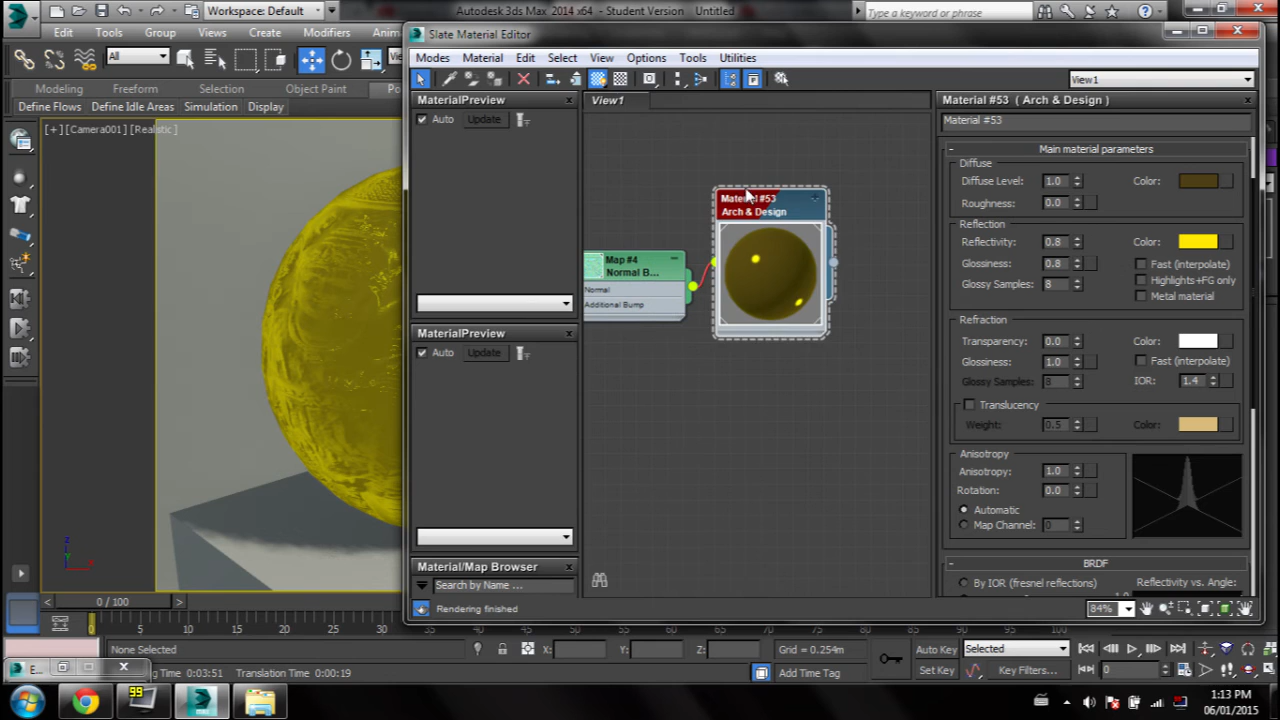 Workspace: Default
Autodesk 3ds Max  2014 x64  - Student Version   Untitled
Type a keyword or phrase
Edit Tools Group Views Create Modifiers
All
Modeling Freeform Selection Object Paint
Define Flows Define Idle Areas Simulation Display
[+] [Camera001] [Realistic]
Slate Material Editor
Modes Material Edit Select View Options Tools Utilities
View1
MaterialPreview
Auto Update
MaterialPreview
Auto Update
Material/Map Browser
Search by Name ...
Rendering finished
View1
Material #53
Arch & Design
Map #4
Normal B...
Normal
Additional Bump
84%
Material #53  ( Arch & Design )
Material #53
Main material parameters
Diffuse
Diffuse Level: 1.0 Color:
Roughness: 0.0
Reflection
Reflectivity: 0.8 Color:
Glossiness: 0.8 Fast (interpolate)
Glossy Samples: 8 Highlights+FG only
Metal material
Refraction
Transparency: 0.0 Color:
Glossiness: 1.0 Fast (interpolate)
Glossy Samples: 8 IOR: 1.4
Translucency
Weight: 0.5 Color:
Anisotropy
Anisotropy: 1.0
Rotation: 0.0
Automatic
Map Channel: 0
BRDF
By IOR (fresnel reflections) Reflectivity vs. Angle:
0 / 100
0 5 10 15 20 25 30 35 40 45 50 55 60 65 70 75 80 85 90 95 100
None Selected X: Y: Z: Grid = 0.254m Auto Key Selected
E...
Time  0:03:51 Translation Time  0:00:19 Add Time Tag Set Key Key Filters... 0
99
1:13 PM
06/01/2015